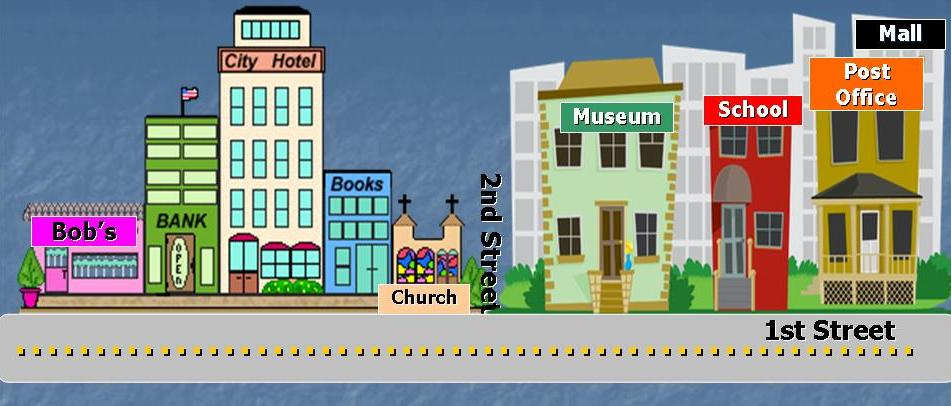 City Hotel
Mall
Post
Office
Museum
School
Books
BANK
Bob's
OPEN
2nd Street
Church
1st Street